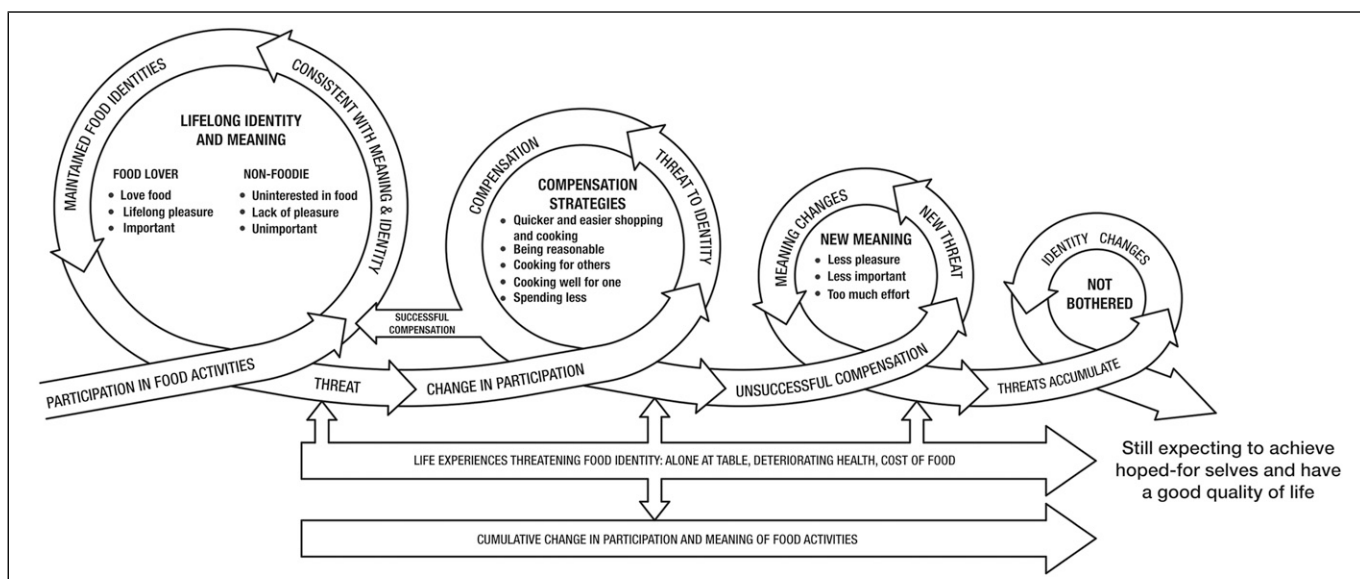 MAINTAINED FOOD IDENTITIES
CONSISTENT WITH MEANING & IDENTITY
LIFELONG IDENTITY
AND MEANING
FOOD LOVER
• Love food
• Lifelong pleasure
• Important
NON-FOODIE
• Uninterested in food
• Lack of pleasure
• Unimportant
PARTICIPATION IN FOOD ACTIVITIES
THREAT
SUCCESSFUL
COMPENSATION
COMPENSATION
THREAT TO IDENTITY
COMPENSATION
STRATEGIES
• Quicker and easier shopping
and cooking
• Being reasonable
• Cooking for others
• Cooking well for one
• Spending less
CHANGE IN PARTICIPATION
MEANING CHANGES
NEW THREAT
NEW MEANING
• Less pleasure
• Less important
• Too much effort
UNSUCCESSFUL COMPENSATION
IDENTITY CHANGES
NOT
BOTHERED
THREATS ACCUMULATE
LIFE EXPERIENCES THREATENING FOOD IDENTITY: ALONE AT TABLE, DETERIORATING HEALTH, COST OF FOOD
CUMULATIVE CHANGE IN PARTICIPATION AND MEANING OF FOOD ACTIVITIES
Still expecting to achieve
hoped-for selves and have
a good quality of life